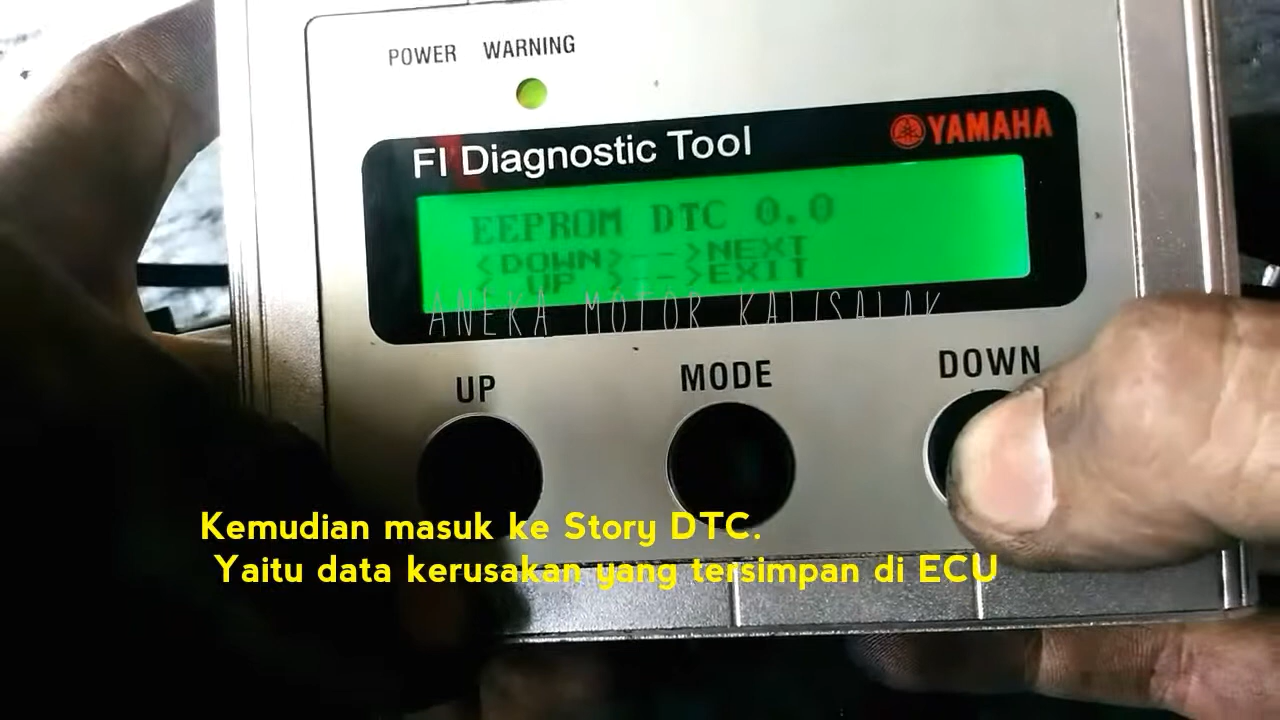 POWER WARNING
FI Diagnostic Tool
YAMAHA
EEPROM DTC 0.0
<DOWN>-->NEXT
< UP >-->EXIT
ANEKA MOTOR KALISALAK
UP MODE DOWN
Kemudian masuk ke Story DTC.
Yaitu data kerusakan yang tersimpan di ECU